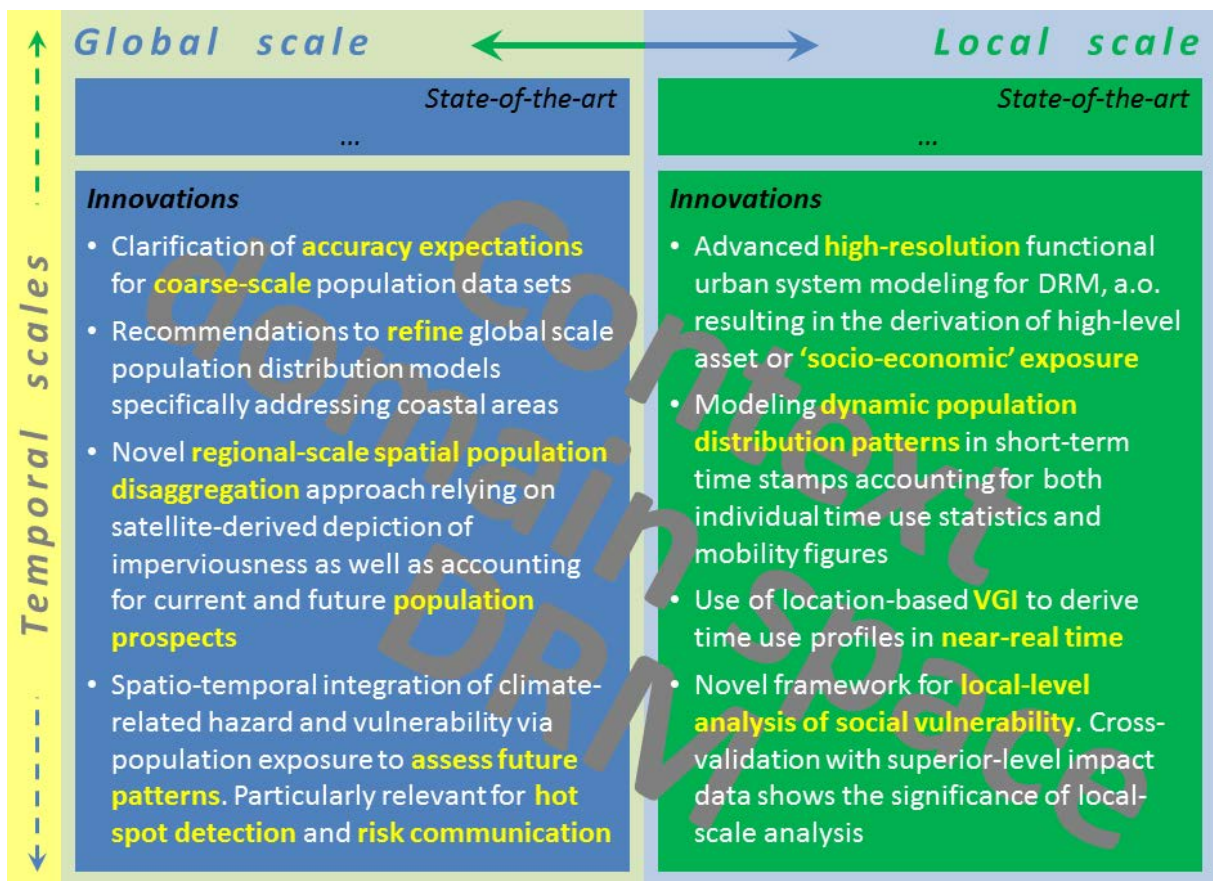 Global scale
Local scale
Temporal scales
State-of-the-art
...
State-of-the-art
...
Innovations
• Clarification of accuracy expectations
for coarse-scale population data sets
• Recommendations to refine global scale
population distribution models
specifically addressing coastal areas
• Novel regional-scale spatial population
disaggregation approach relying on
satellite-derived depiction of
imperviousness as well as accounting
for current and future population
prospects
• Spatio-temporal integration of climate-
related hazard and vulnerability via
population exposure to assess future
patterns. Particularly relevant for hot
spot detection and risk communication
Innovations
• Advanced high-resolution functional
urban system modeling for DRM, a.o.
resulting in the derivation of high-level
asset or ‘socio-economic’ exposure
• Modeling dynamic population
distribution patterns in short-term
time stamps accounting for both
individual time use statistics and
mobility figures
• Use of location-based VGI to derive
time use profiles in near-real time
• Novel framework for local-level
analysis of social vulnerability. Cross-
validation with superior-level impact
data shows the significance of local-
scale analysis
Context space
domain
DRM